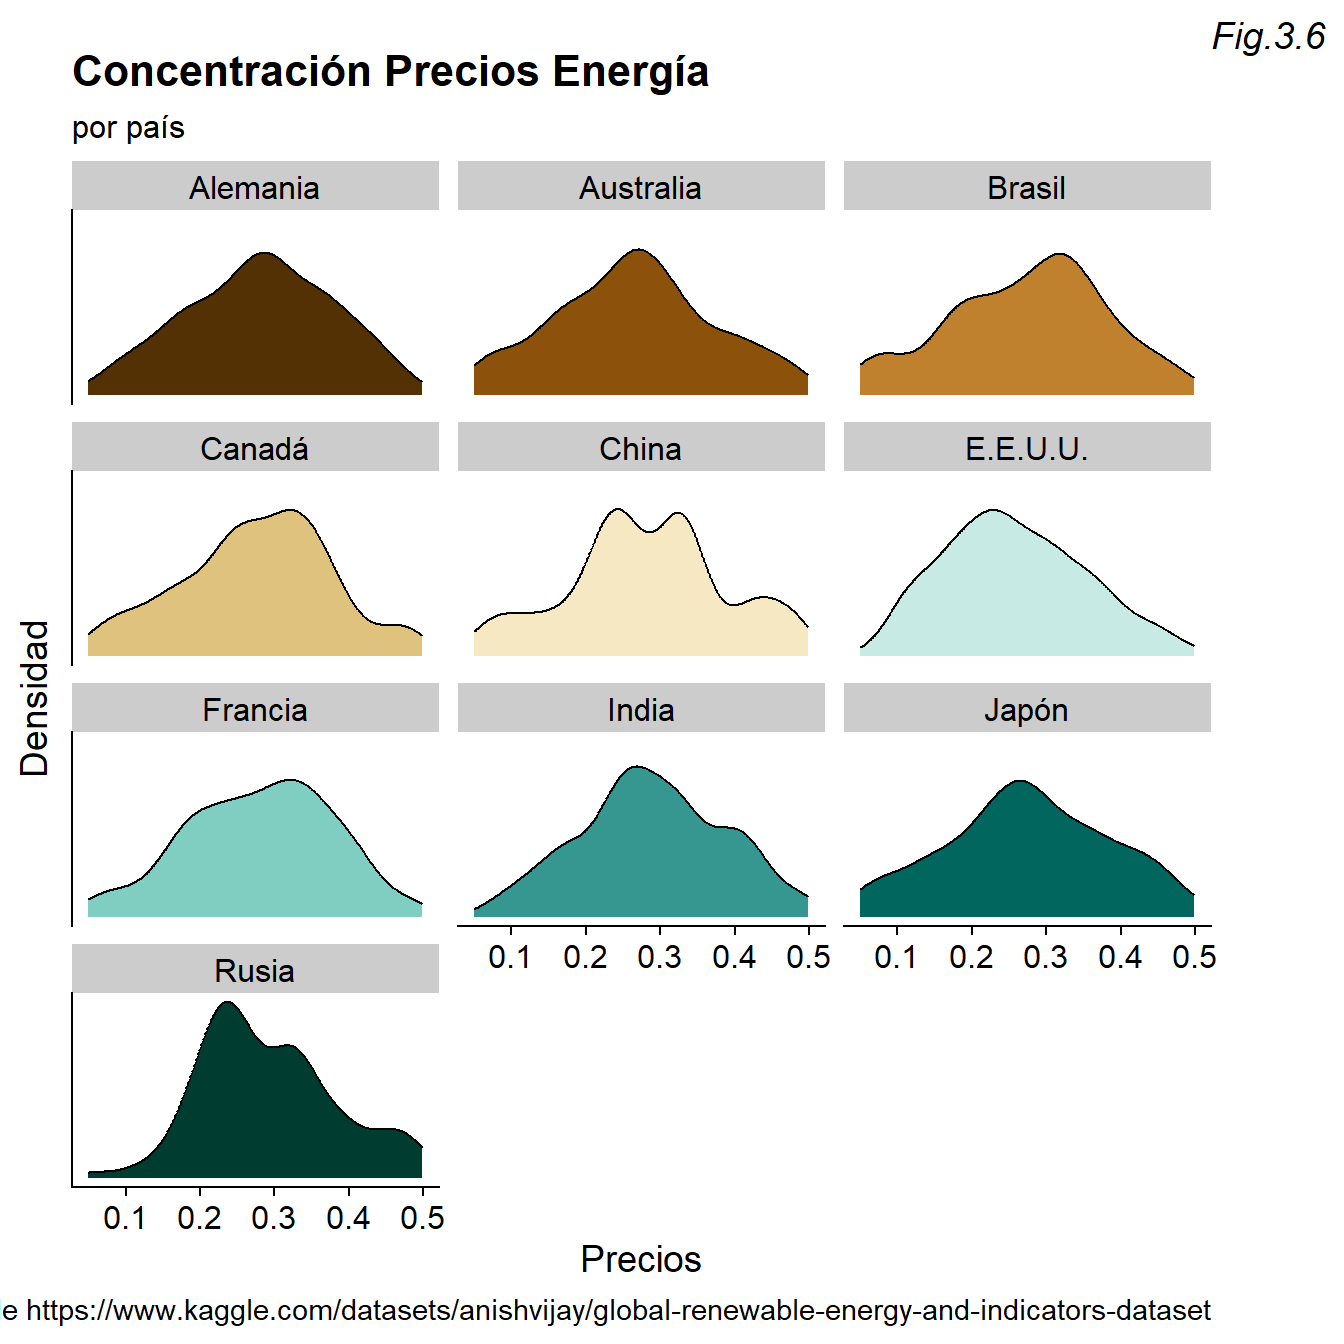 Fig.3.6
Concentración Precios Energía
por país
Alemania
Australia
Brasil
Canadá
China
E.E.U.U.
Densidad
Francia
India
Japón
0.1 0.2 0.3 0.4 0.5
0.1 0.2 0.3 0.4 0.5
Rusia
0.1 0.2 0.3 0.4 0.5
Precios
https://www.kaggle.com/datasets/anishvijay/global-renewable-energy-and-indicators-dataset